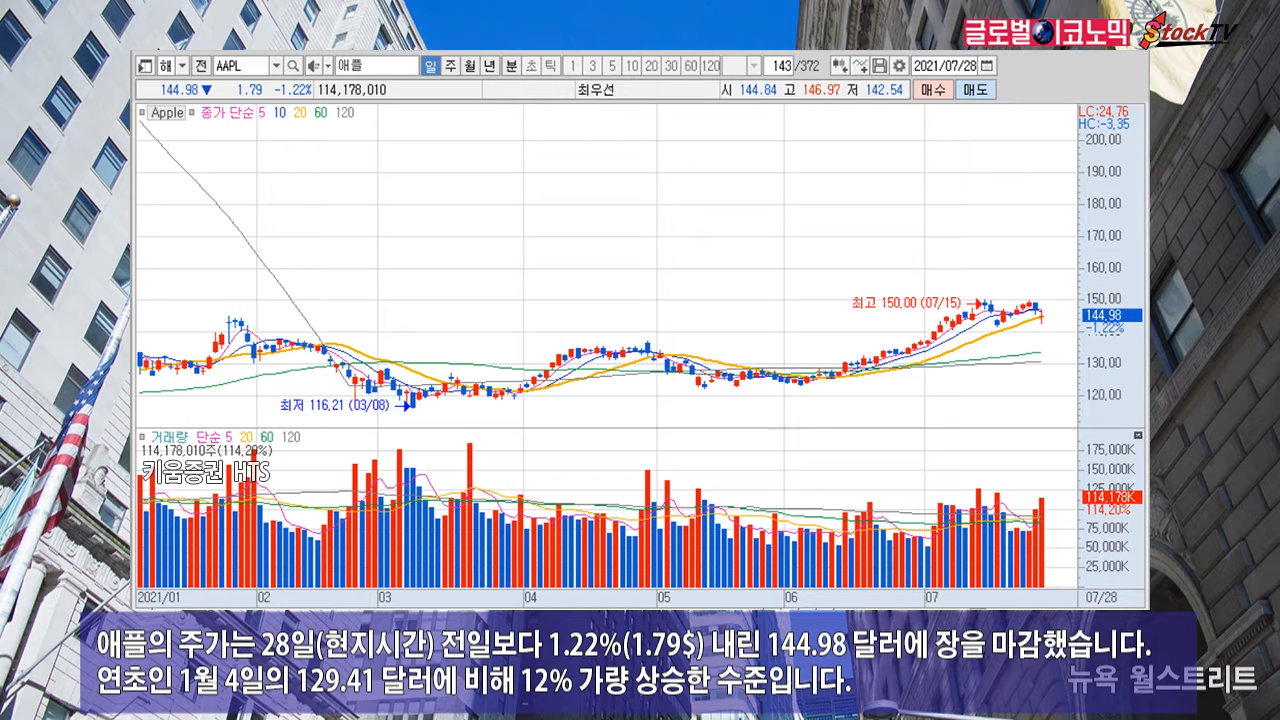 글로벌이코노믹 StockTV
해 전 AAPL 애플 일 주 월 년 분 초 틱 1 3 5 10 20 30 60 120 143 /372 2021/07/28
144.98 ▼ 1.79 -1.22% 114,178,010 최우선 시 144.84 고 146.97 저 142.54 매수 매도
Apple 종가 단순 5 10 20 60 120
LC:24.76
HC:-3.35
200.00
190.00
180.00
170.00
160.00
150.00
최고 150.00 (07/15)
144.98
-1.22%
130.00
120.00
최저 116.21 (03/08)
거래량 단순 5 20 60 120
114,178,010주(114.20%)
키움증권 HTS
175,000K
150,000K
125,000K
114,178K
114.20%
75,000K
50,000K
25,000K
2021/01 02 03 04 05 06 07 07/28
애플의 주가는 28일(현지시간) 전일보다 1.22%(1.79$) 내린 144.98 달러에 장을 마감했습니다.
연초인 1월 4일의 129.41 달러에 비해 12% 가량 상승한 수준입니다.
뉴욕 월스트리트